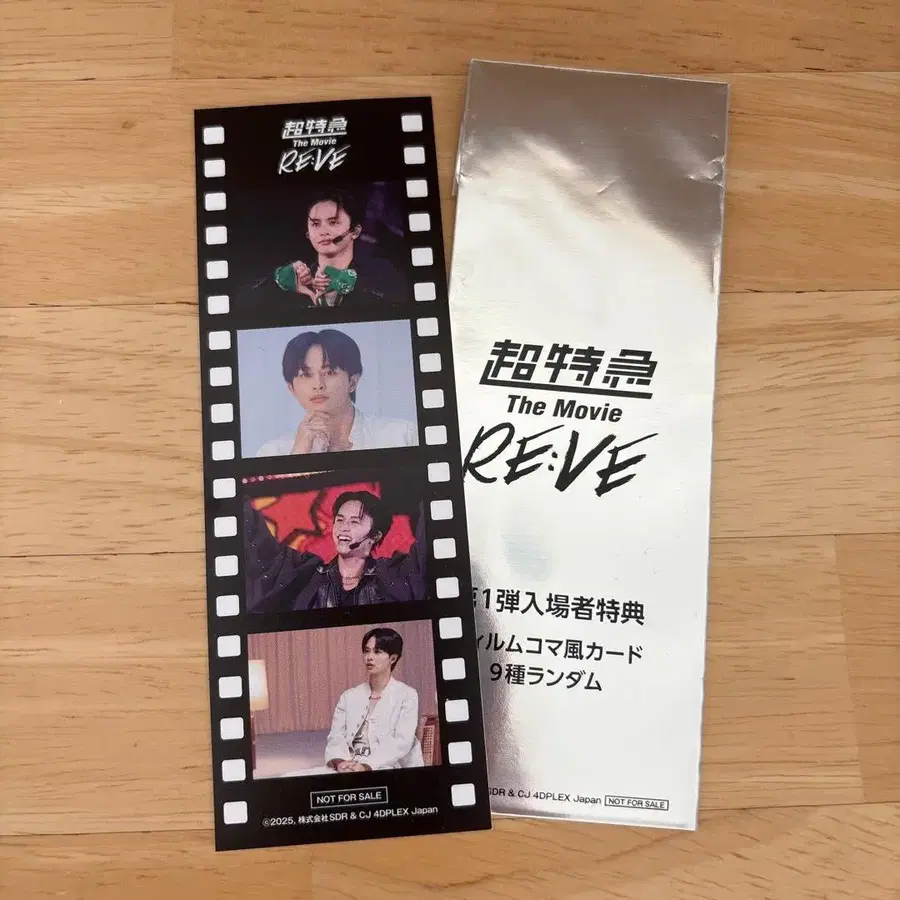 超特急
The Movie
RE:VE
NOT FOR SALE
©2025, 株式会社SDR & CJ 4DPLEX Japan
超特急
The Movie
RE:VE
1弾入場者特典
ィルムコマ風カード
9種ランダム
SDR & CJ 4DPLEX Japan NOT FOR SALE